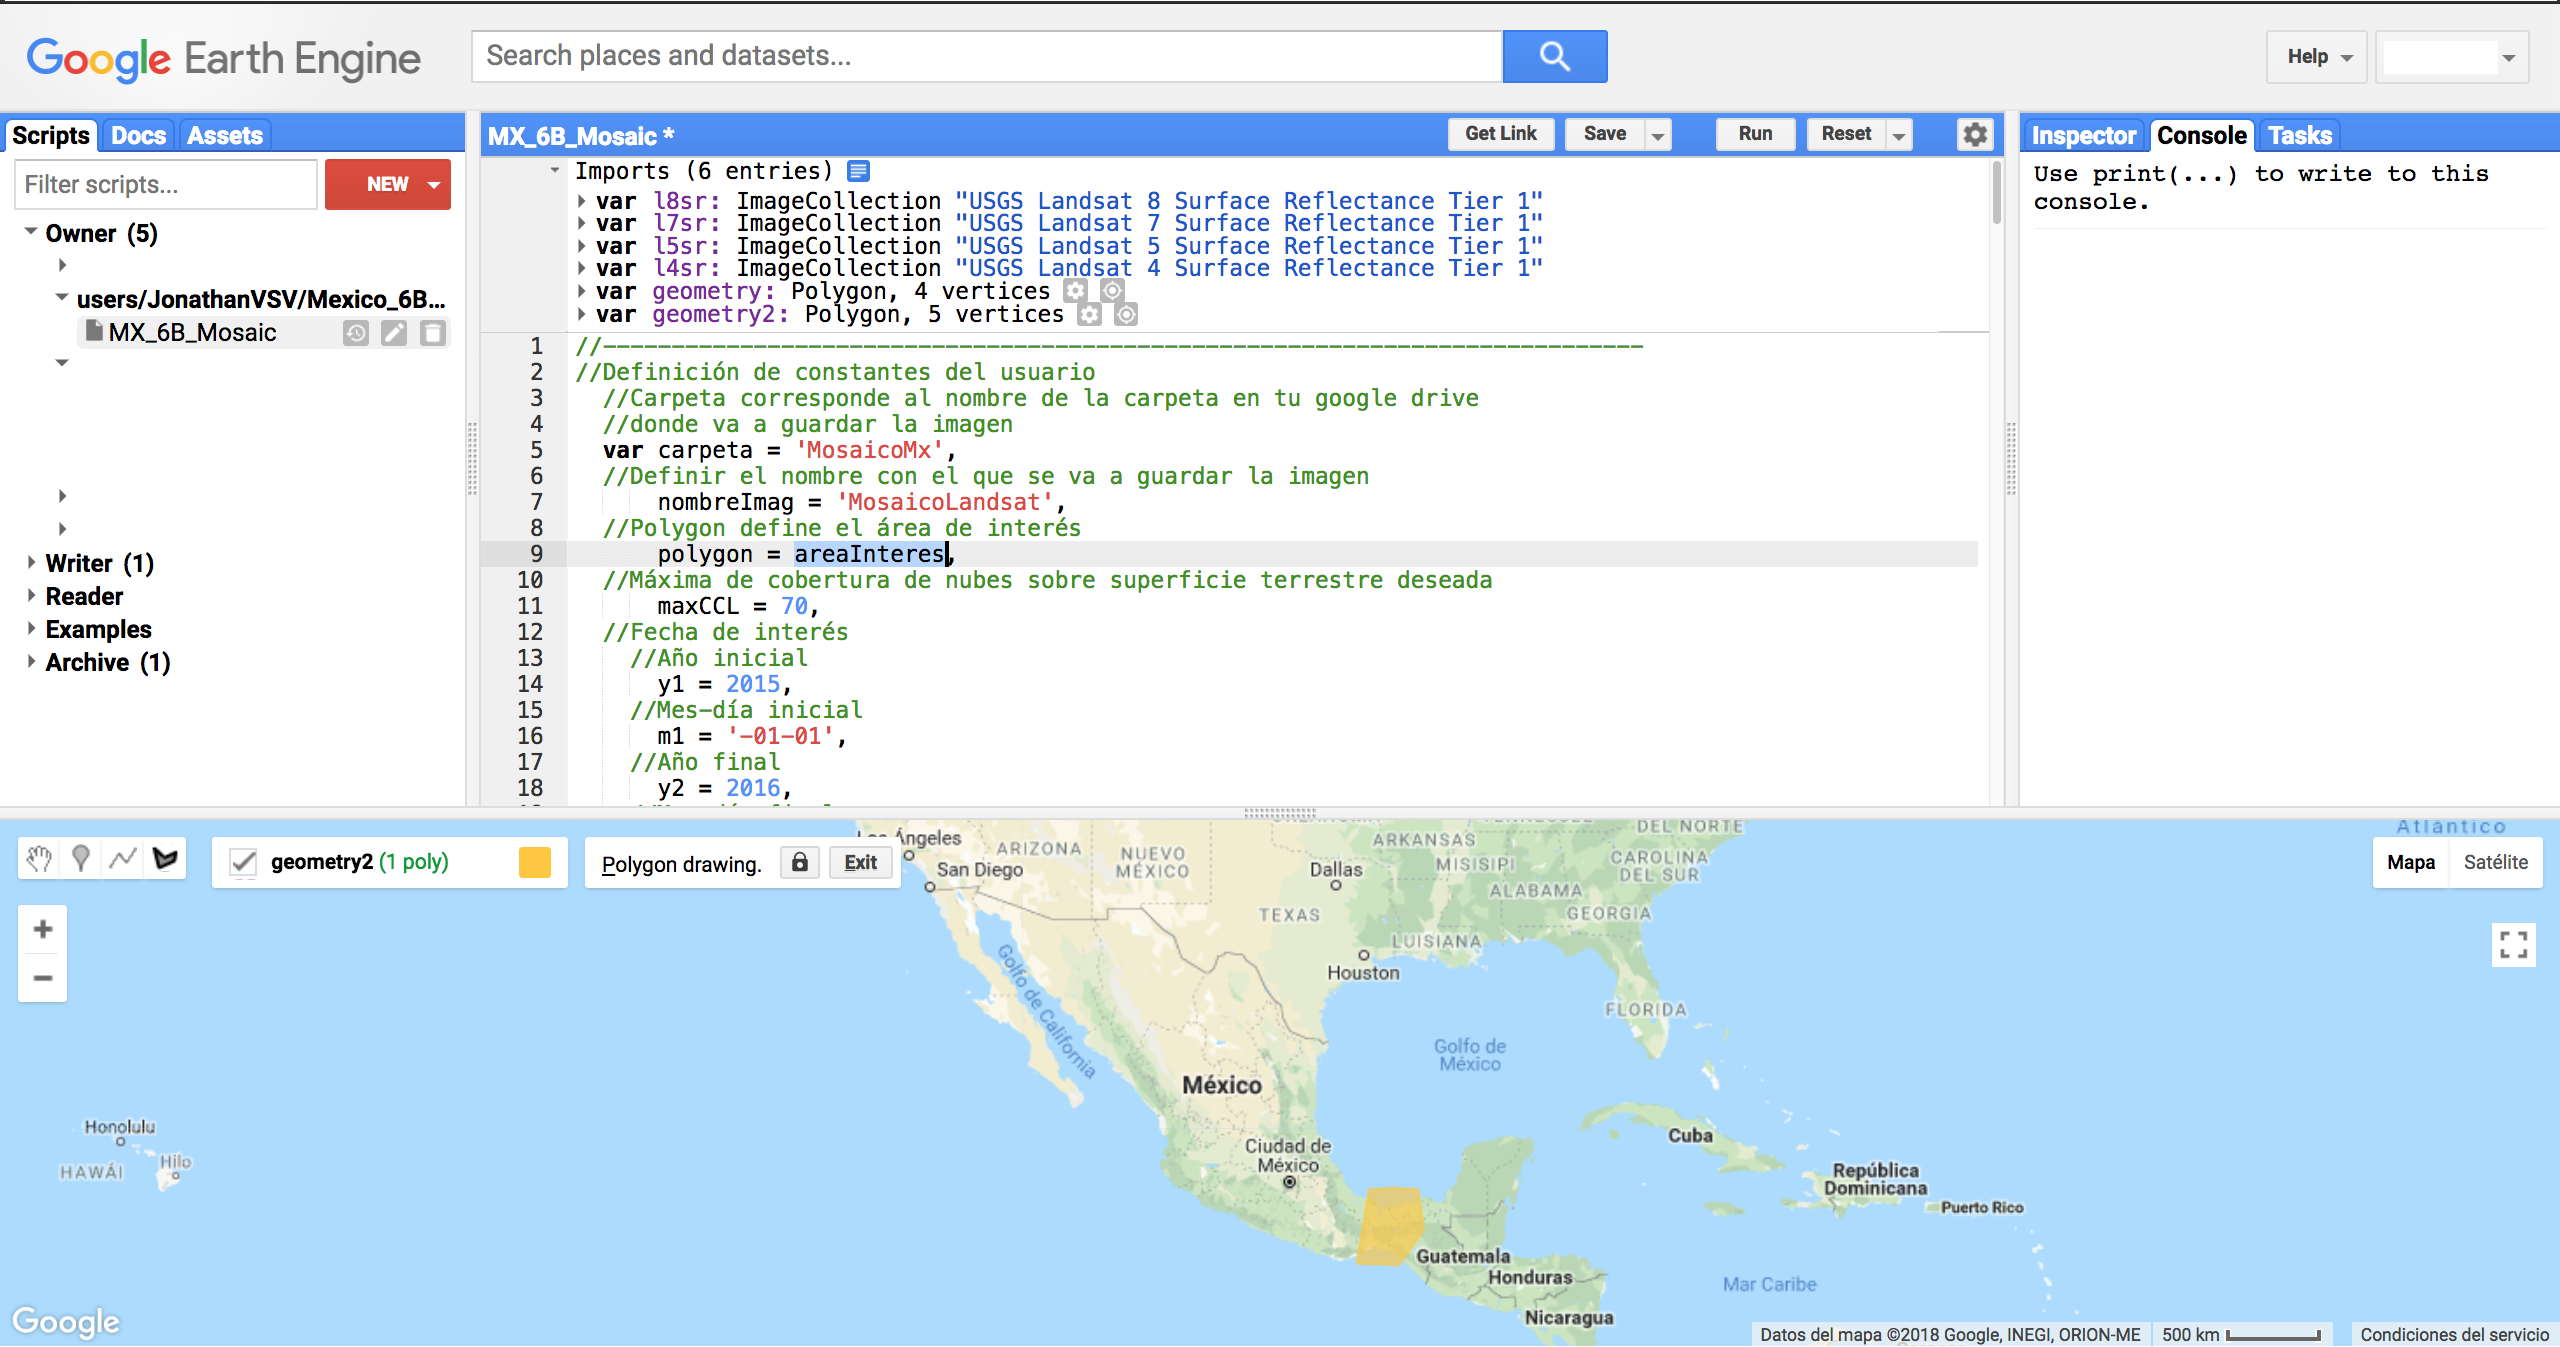 Google Earth Engine
Search places and datasets...
Help
Scripts Docs Assets
Filter scripts...
NEW
Owner (5)
users/JonathanVSV/Mexico_6B...
MX_6B_Mosaic
Writer (1)
Reader
Examples
Archive (1)
MX_6B_Mosaic *
Get Link
Save
Run
Reset
Imports (6 entries)
var l8sr: ImageCollection "USGS Landsat 8 Surface Reflectance Tier 1"
var l7sr: ImageCollection "USGS Landsat 7 Surface Reflectance Tier 1"
var l5sr: ImageCollection "USGS Landsat 5 Surface Reflectance Tier 1"
var l4sr: ImageCollection "USGS Landsat 4 Surface Reflectance Tier 1"
var geometry: Polygon, 4 vertices
var geometry2: Polygon, 5 vertices
1 //----------------------------------------------------------------------------
2 //Definición de constantes del usuario
3 //Carpeta corresponde al nombre de la carpeta en tu google drive
4 //donde va a guardar la imagen
5 var carpeta = 'MosaicoMx',
6 //Definir el nombre con el que se va a guardar la imagen
7 nombreImag = 'MosaicoLandsat',
8 //Polygon define el área de interés
9 polygon = areaInteres,
10 //Máxima de cobertura de nubes sobre superficie terrestre deseada
11 maxCCL = 70,
12 //Fecha de interés
13 //Año inicial
14 y1 = 2015,
15 //Mes-día inicial
16 m1 = '-01-01',
17 //Año final
18 y2 = 2016,
Inspector Console Tasks
Use print(...) to write to this
console.
geometry2 (1 poly)
Polygon drawing.
Exit
Mapa
Satélite
Ángeles
San Diego
ARIZONA
NUEVO
MÉXICO
Dallas
TEXAS
ARKANSAS
MISISIPI
ALABAMA
GEORGIA
LUISIANA
DEL NORTE
CAROLINA
DEL SUR
Atlántico
Houston
FLORIDA
Golfo de California
Golfo de
México
México
Ciudad de
México
Honolulu
HAWÁI
Hilo
Cuba
República
Dominicana
Puerto Rico
Guatemala
Honduras
Nicaragua
Mar Caribe
Google
Datos del mapa ©2018 Google, INEGI, ORION-ME
500 km
Condiciones del servicio